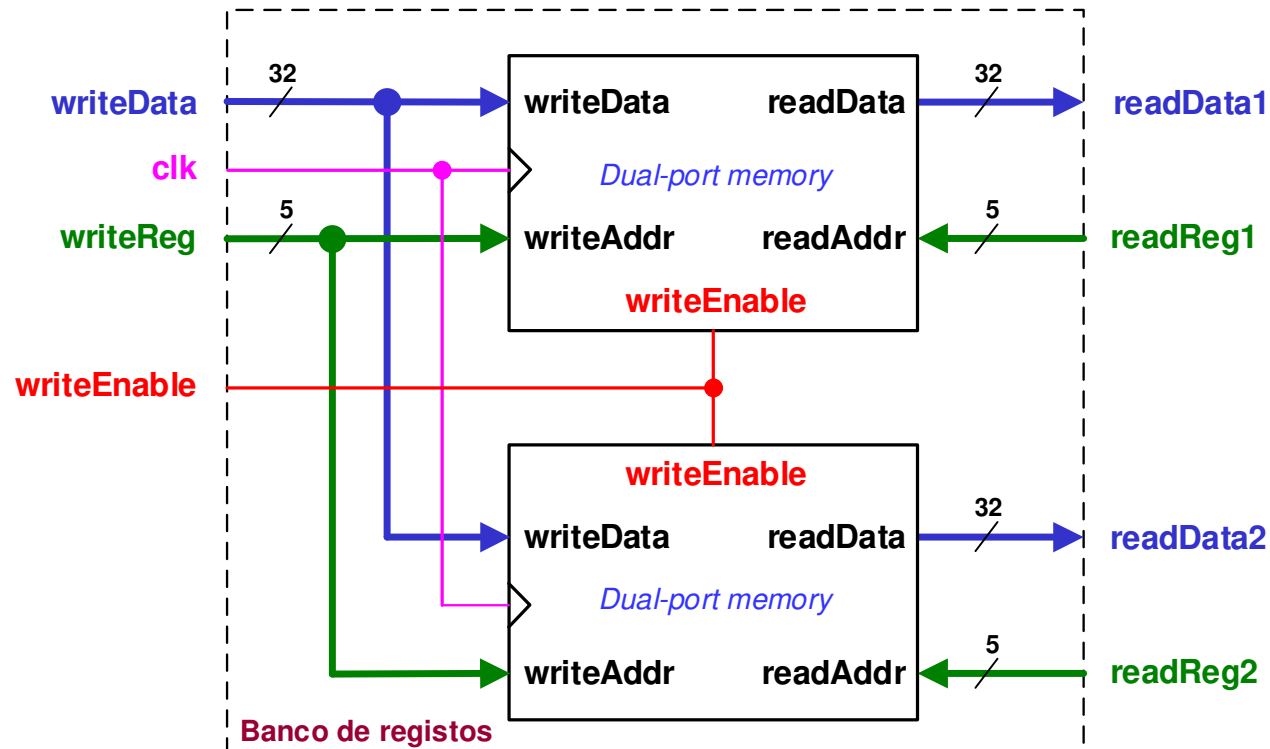 32
32
writeData
writeData
readData
readData1
clk
Dual-port memory
5
5
writeReg
writeAddr
readAddr
readReg1
writeEnable
writeEnable
writeEnable
32
writeData
readData
readData2
Dual-port memory
5
writeAddr
readAddr
readReg2
Banco de registos